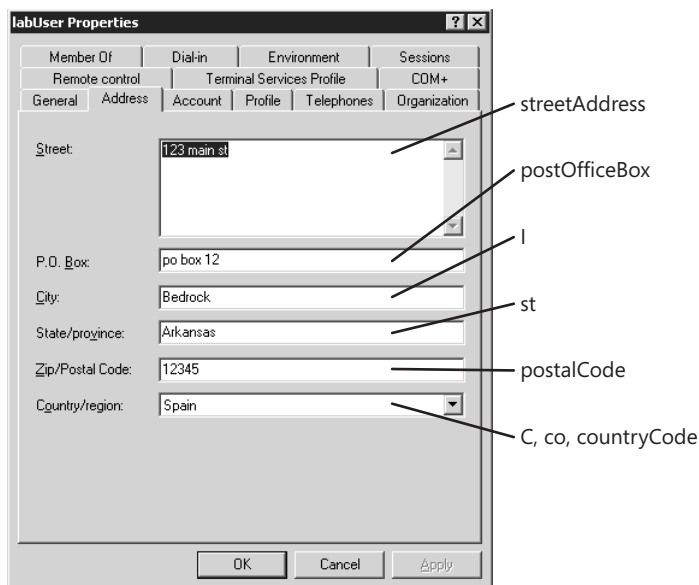 labUser Properties
Member Of Dial-in Environment Sessions
Remote control Terminal Services Profile COM+
General Address Account Profile Telephones Organization
streetAddress
Street: 123 main st
postOfficeBox
P.O. Box: po box 12
l
City: Bedrock
st
State/province: Arkansas
Zip/Postal Code: 12345
postalCode
Country/region: Spain
C, co, countryCode
OK Cancel Apply